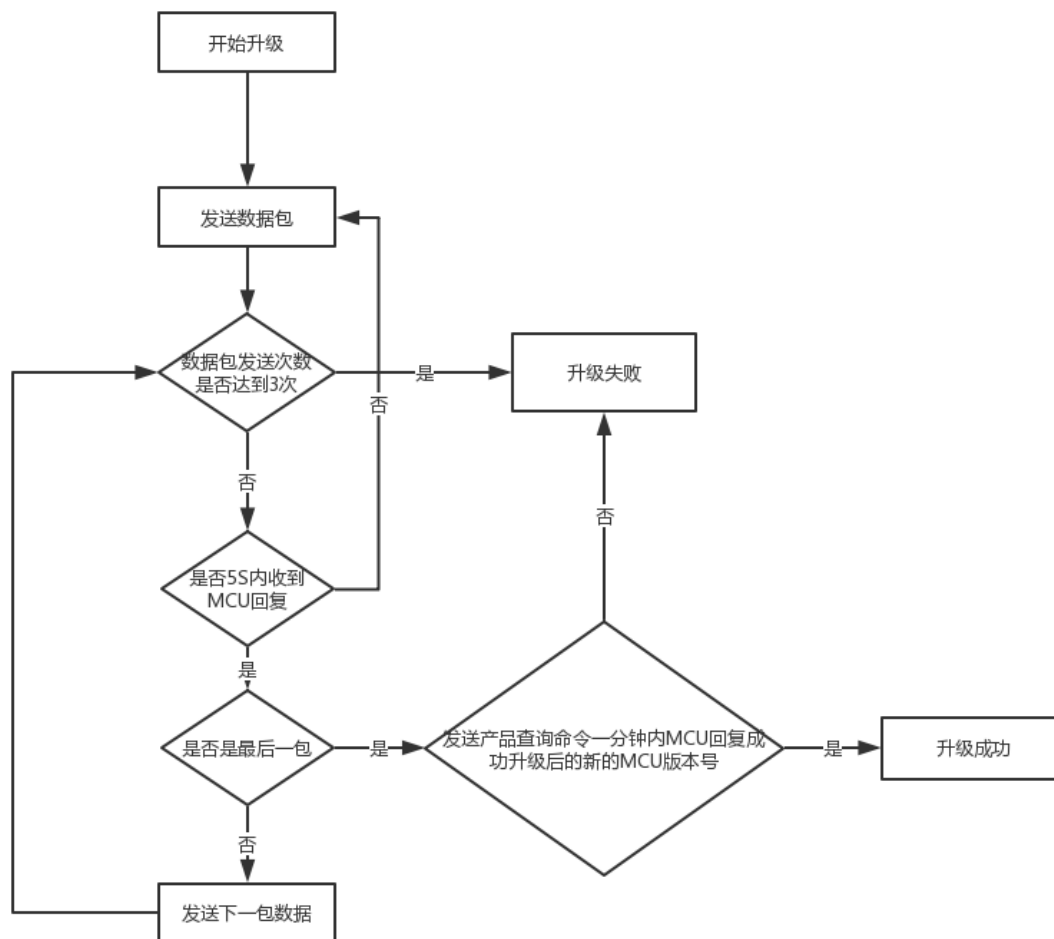 开始升级
发送数据包
数据包发送次数
是否达到3次
是
升级失败
否
否
否
是否5S内收到
MCU回复
是
是否是最后一包
是
发送产品查询命令一分钟内MCU回复成
功升级后的新的MCU版本号
是
升级成功
否
发送下一包数据